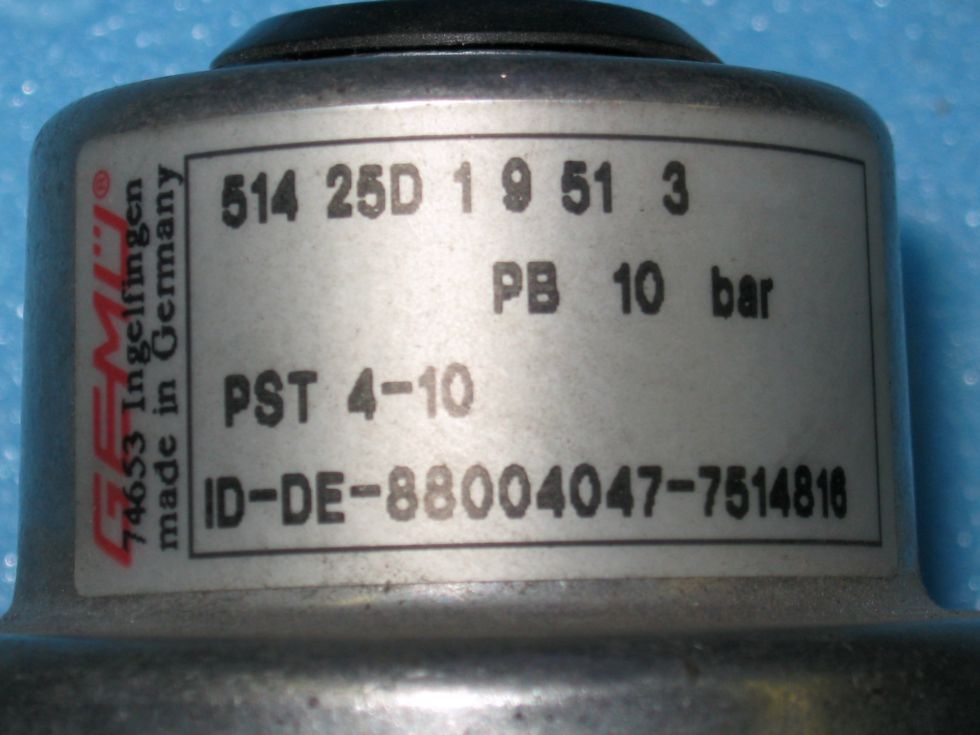 GEMÜ®
74653 Ingelfingen
made in Germany
514 25D 1 9 51 3
PB 10 bar
PST 4-10
ID-DE-88004047-7514816